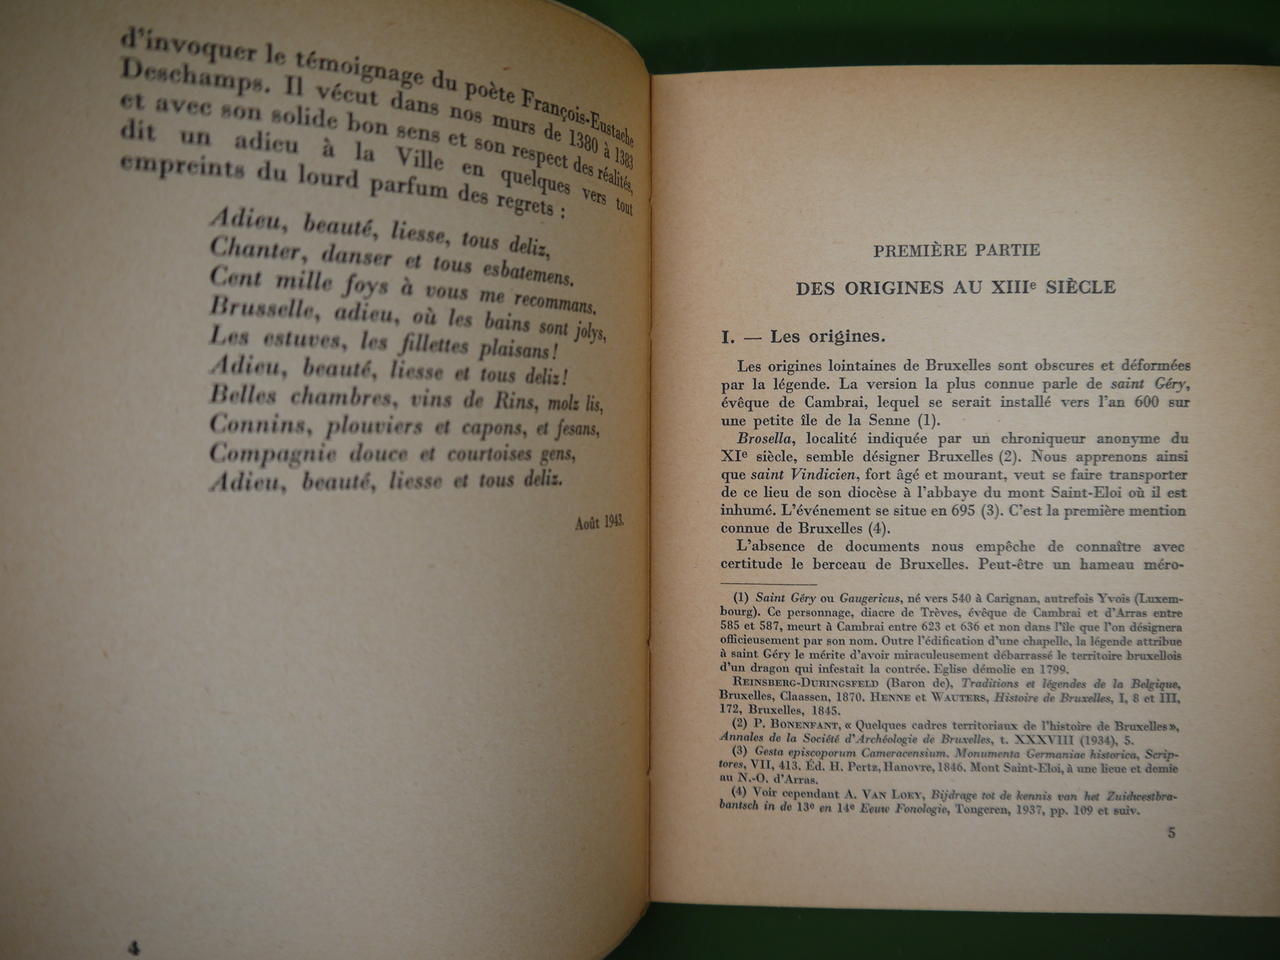 d'invoquer le témoignage du poète François-Eustache
Deschamps. Il vécut dans nos murs de 1380 à 1383
et avec son solide bon sens et son respect des réalités,
dit un adieu à la Ville en quelques vers tout
empreints du lourd parfum des regrets :
Adieu, beauté, liesse, tous deliz,
Chanter, danser et tous esbatemens.
Cent mille foys à vous me recommans.
Brusselle, adieu, où les bains sont jolys,
Les estuves, les fillettes plaisans !
Adieu, beauté, liesse et tous deliz !
Belles chambres, vins de Rins, molz lis,
Connins, plouviers et capons, et fesans,
Compagnie douce et courtoises gens,
Adieu, beauté, liesse et tous deliz.
Août 1943.
4
PREMIÈRE PARTIE
DES ORIGINES AU XIIIe SIÈCLE
I. — Les origines.
Les origines lointaines de Bruxelles sont obscures et déformées
par la légende. La version la plus connue parle de saint Géry,
évêque de Cambrai, lequel se serait installé vers l'an 600 sur
une petite île de la Senne (1).
Brosella, localité indiquée par un chroniqueur anonyme du
XIe siècle, semble désigner Bruxelles (2). Nous apprenons ainsi
que saint Vindicien, fort âgé et mourant, veut se faire transporter
de ce lieu de son diocèse à l'abbaye du mont Saint-Eloi où il est
inhumé. L'événement se situe en 695 (3). C'est la première mention
connue de Bruxelles (4).
L'absence de documents nous empêche de connaître avec
certitude le berceau de Bruxelles. Peut-être un hameau méro-
(1) Saint Géry ou Gaugericus, né vers 540 à Carignan, autrefois Yvois (Luxem-
bourg). Ce personnage, diacre de Trèves, évêque de Cambrai et d'Arras entre
585 et 587, meurt à Cambrai entre 623 et 636 et non dans l'île que l'on désignera
officieusement par son nom. Outre l'édification d'une chapelle, la légende attribue
à saint Géry le mérite d'avoir miraculeusement débarrassé le territoire bruxellois
d'un dragon qui infestait la contrée. Eglise démolie en 1799.
REINSBERG-DURINGSFELD (Baron de), Traditions et légendes de la Belgique,
Bruxelles, Claassen, 1870. HENNE et WAUTERS, Histoire de Bruxelles, I, 8 et III,
172, Bruxelles, 1845.
(2) P. BONENFANT, « Quelques cadres territoriaux de l'histoire de Bruxelles »,
Annales de la Société d'Archéologie de Bruxelles, t. XXXVIII (1934), 5.
(3) Gesta episcoporum Cameracensium. Monumenta Germaniae historica, Scrip-
tores, VII, 413. Éd. H. Pertz, Hanovre, 1846. Mont Saint-Eloi, à une lieue et demie
au N.-O. d'Arras.
(4) Voir cependant A. VAN LOEY, Bijdrage tot de kennis van het Zuidwestbra-
bantsch in de 13e en 14e Eeuw Fonologie, Tongeren, 1937, pp. 109 et suiv.
5